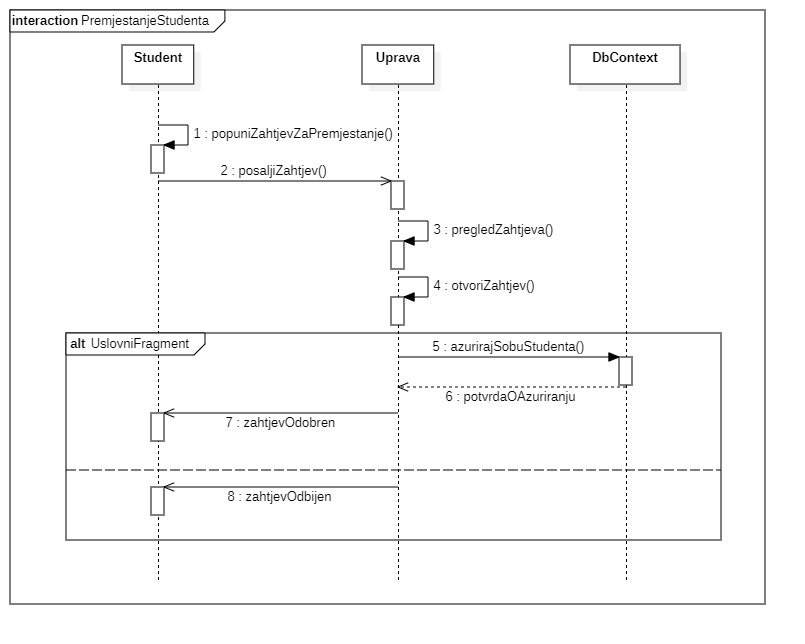 interaction PremjestanjeStudenta
Student
Uprava
DbContext
1 : popuniZahtjevZaPremjestanje()
2 : posaljiZahtjev()
3 : pregledZahtjeva()
4 : otvoriZahtjev()
alt UslovniFragment
5 : azurirajSobuStudenta()
6 : potvrdaOAzuriranju
7 : zahtjevOdobren
8 : zahtjevOdbijen